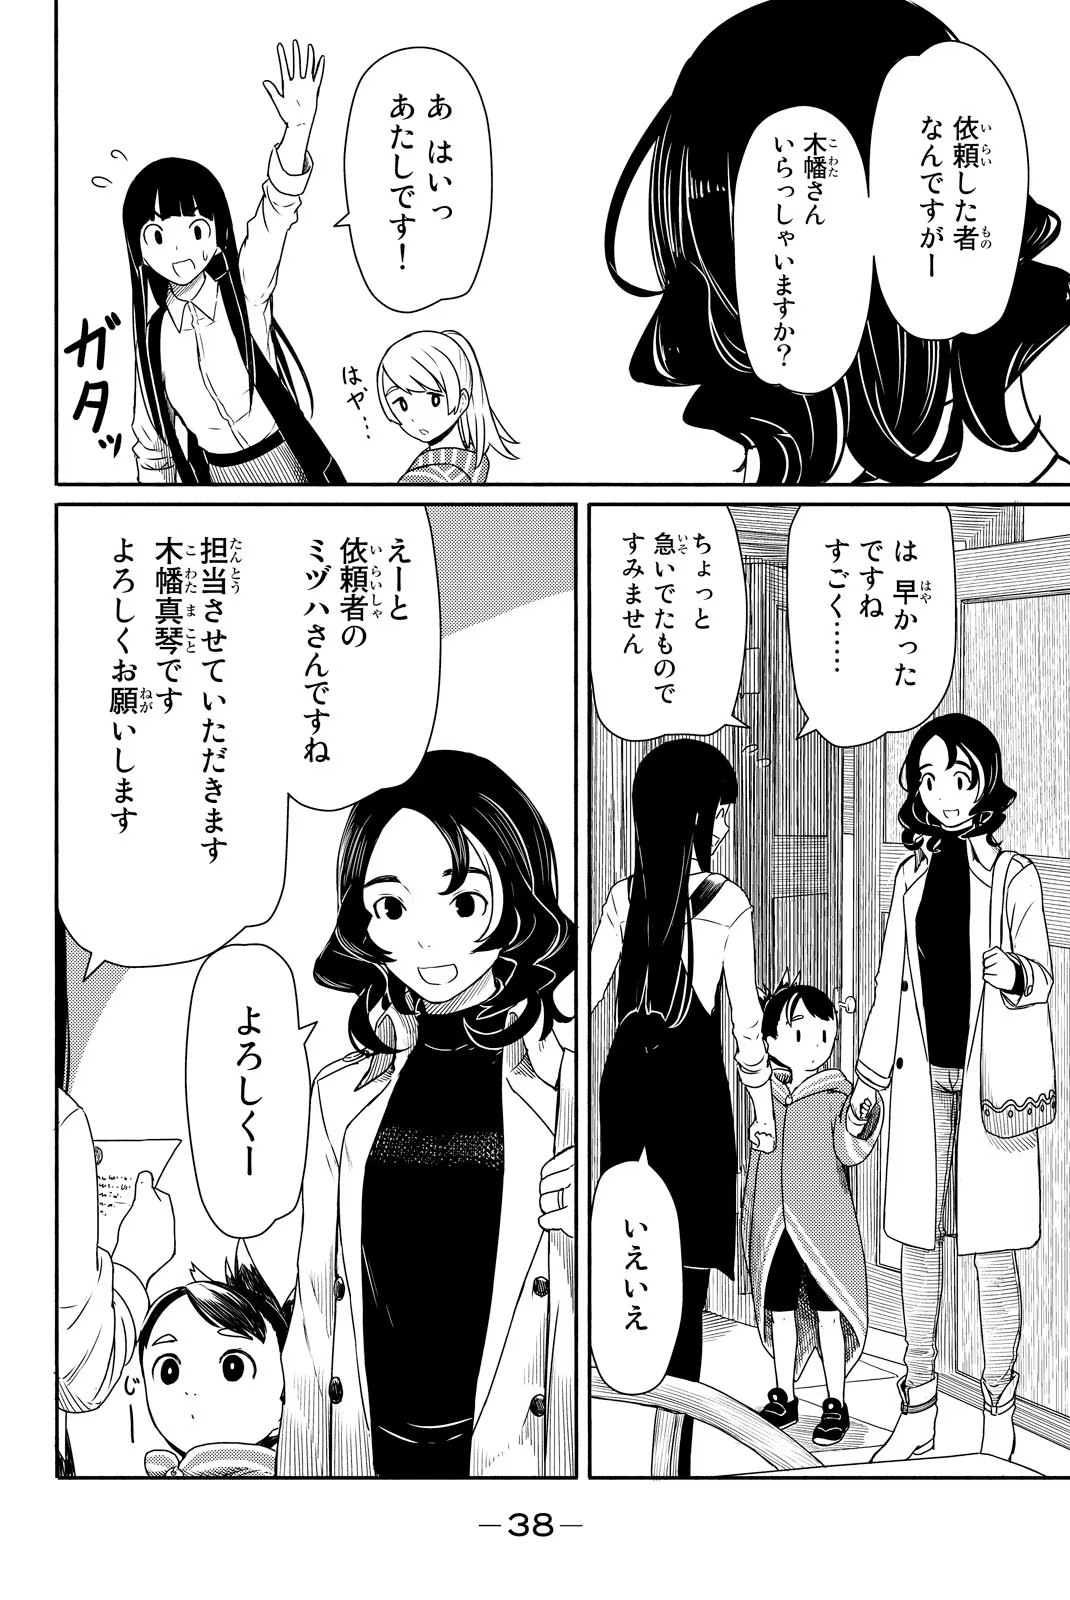 依頼した者
なんですがー
木幡さん
いらっしゃいますか?
あ はいっ
あたしです!
はや…
ガタッ
は 早かった
ですね
すごく……
ちょっと
急いでたもので
すみません
いえいえ
えーと
依頼者の
ミヅハさんですね
担当させていただきます
木幡真琴です
よろしくお願いします
よろしくー
じー
—38—